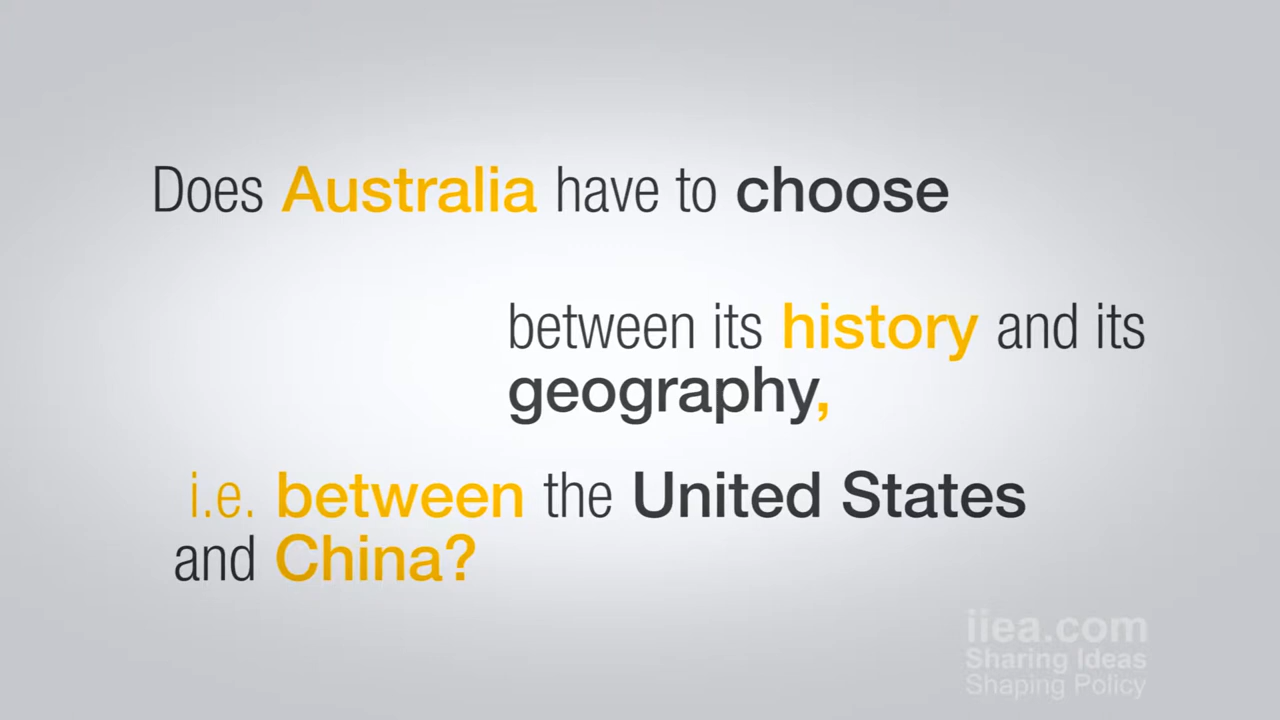 Does Australia have to choose
between its history and its
geography,
i.e. between the United States
and China?
iiea.com
Sharing Ideas
Shaping Policy